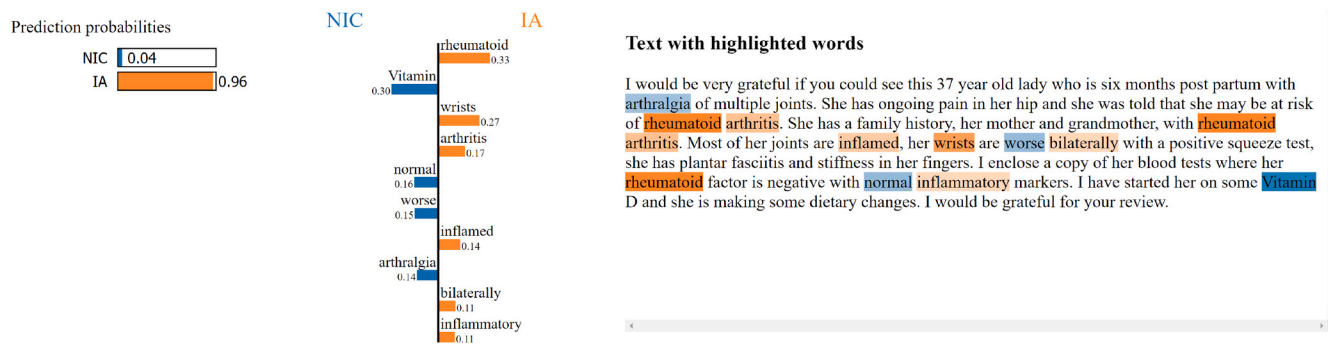 Prediction probabilities
NIC 0.04
IA 0.96
NIC IA
rheumatoid
0.33
Vitamin
0.30
wrists
0.27
arthritis
0.17
normal
0.16
worse
0.15
inflamed
0.14
arthralgia
0.14
bilaterally
0.11
inflammatory
0.11
Text with highlighted words
I would be very grateful if you could see this 37 year old lady who is six months post partum with
arthralgia of multiple joints. She has ongoing pain in her hip and she was told that she may be at risk
of rheumatoid arthritis. She has a family history, her mother and grandmother, with rheumatoid
arthritis. Most of her joints are inflamed, her wrists are worse bilaterally with a positive squeeze test,
she has plantar fasciitis and stiffness in her fingers. I enclose a copy of her blood tests where her
rheumatoid factor is negative with normal inflammatory markers. I have started her on some Vitamin
D and she is making some dietary changes. I would be grateful for your review.